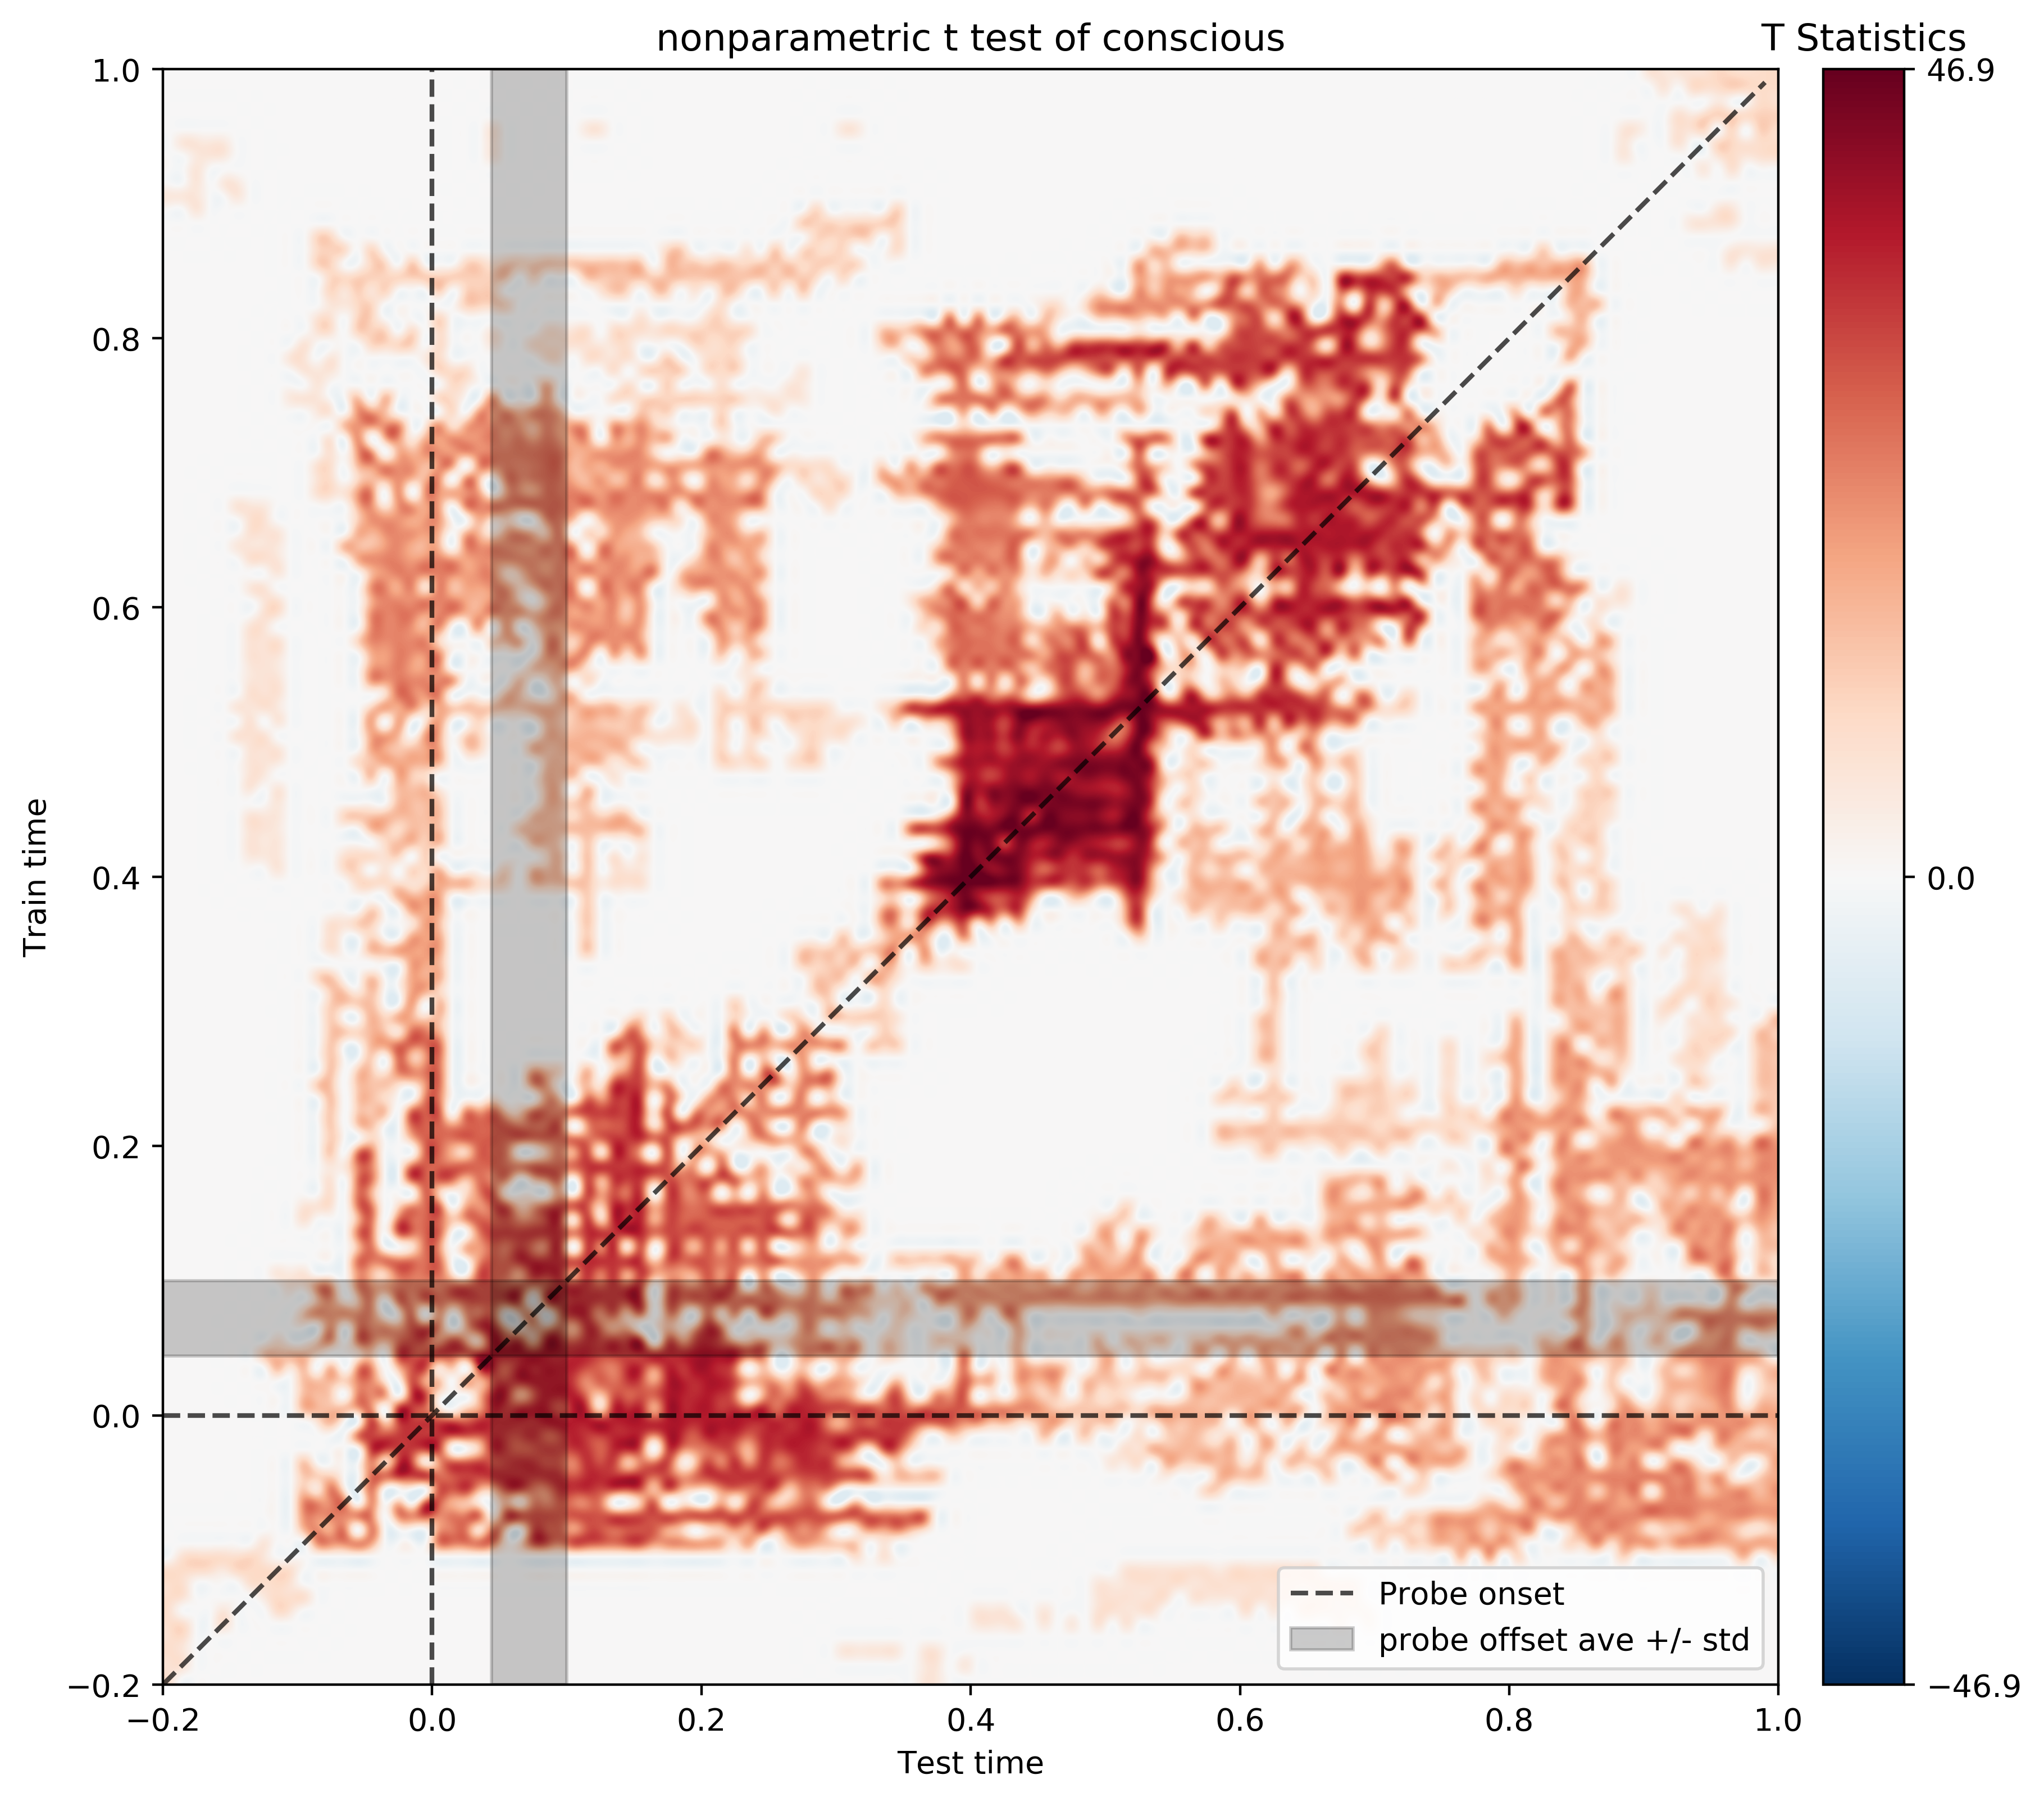 nonparametric t test of conscious
T Statistics
46.9
0.0
−46.9
1.0
0.8
0.6
0.4
0.2
0.0
−0.2
Train time
−0.2
0.0
0.2
0.4
0.6
0.8
1.0
Test time
Probe onset
probe offset ave +/- std